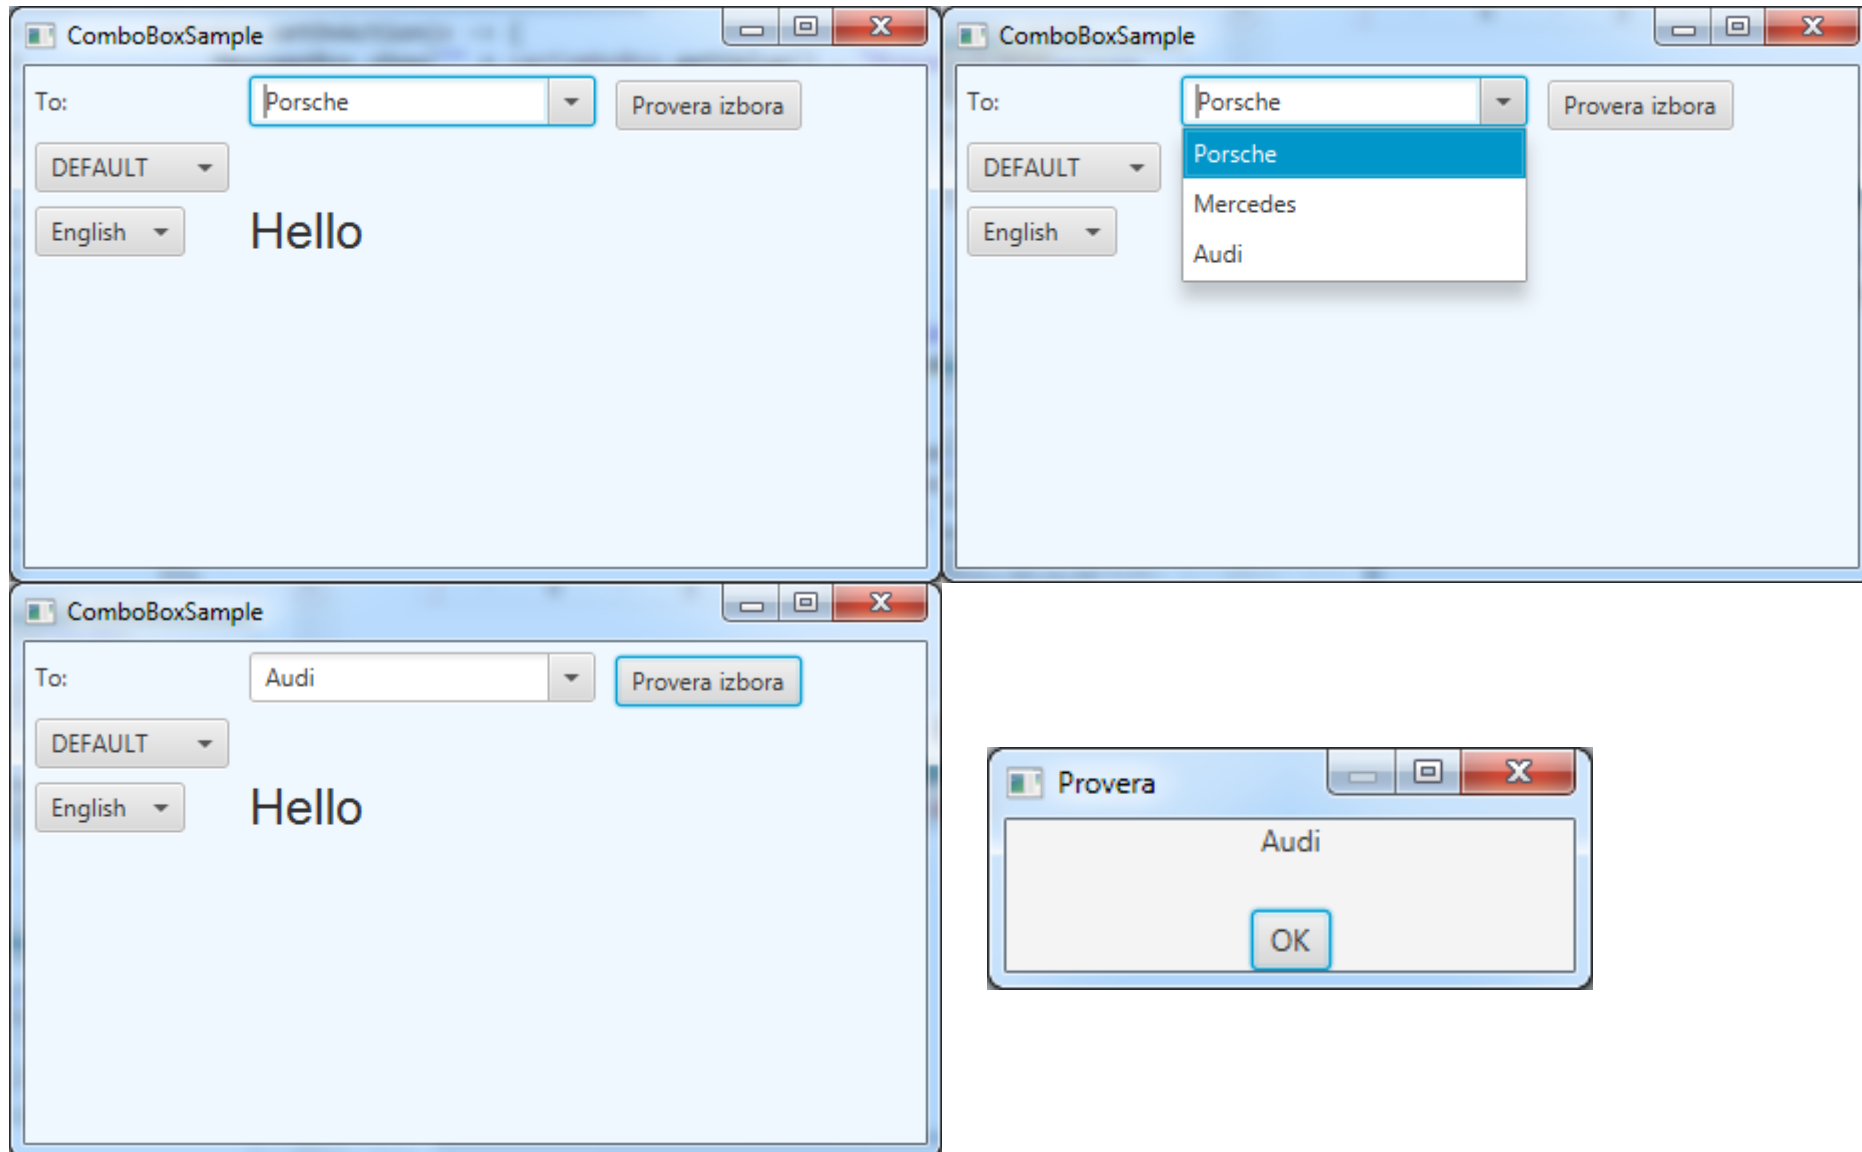 ComboBoxSample
To: Porsche Provera izbora
DEFAULT
English Hello
ComboBoxSample
To: Porsche Provera izbora
DEFAULT Porsche
Mercedes
English Audi
ComboBoxSample
To: Audi Provera izbora
DEFAULT
English Hello
Provera
Audi
OK